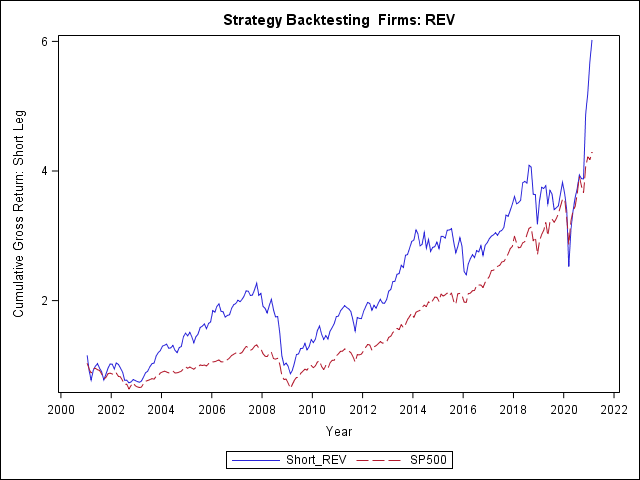 Strategy Backtesting  Firms: REV
Cumulative Gross Return: Short Leg
6
4
2
2000 2002 2004 2006 2008 2010 2012 2014 2016 2018 2020 2022
Year
Short_REV SP500